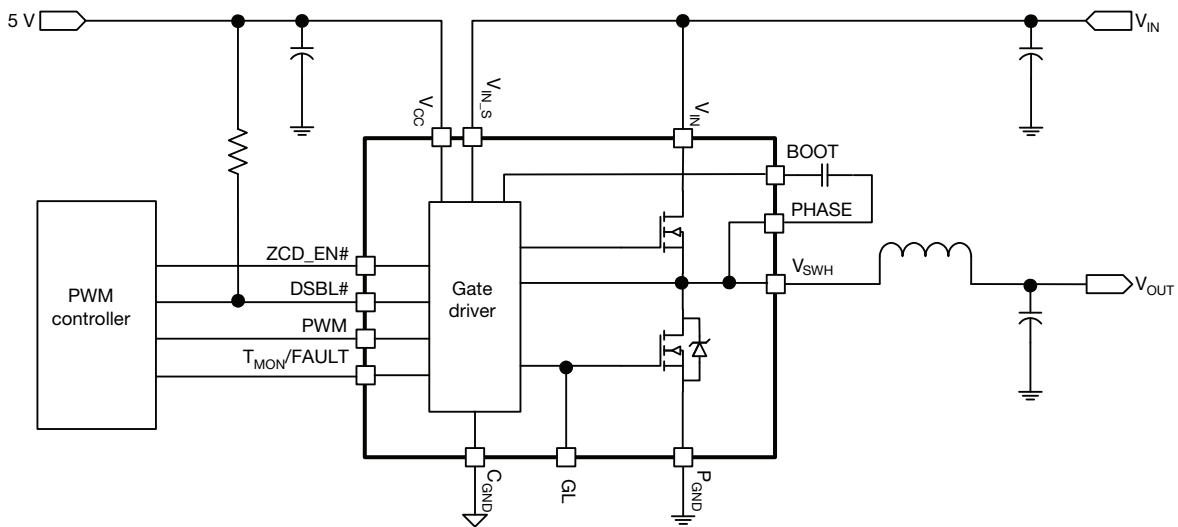 5 V
V_IN
V_CC
V_IN_S
V_IN
BOOT
PHASE
V_SWH
V_OUT
PWM
controller
ZCD_EN#
DSBL#
PWM
T_MON/FAULT
Gate
driver
C_GND
GL
P_GND